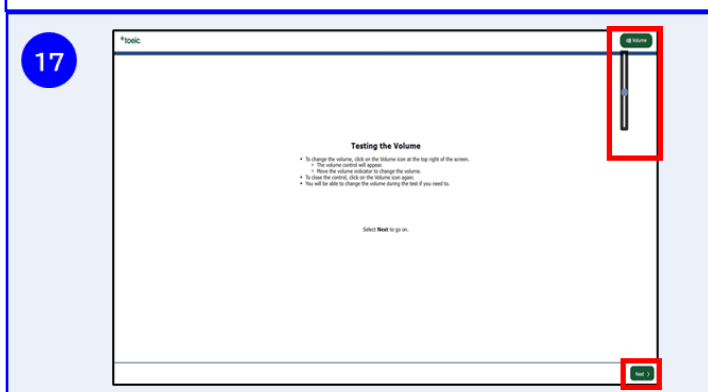 17
toeic.
Volume
Testing the Volume
• To change the volume, click on the Volume icon at the top right of the screen.
○ The volume control will appear.
○ Move the volume indicator to change the volume.
• To close the control, click on the Volume icon again.
• You will be able to change the volume during the test if you need to.
Select Next to go on.
Next >